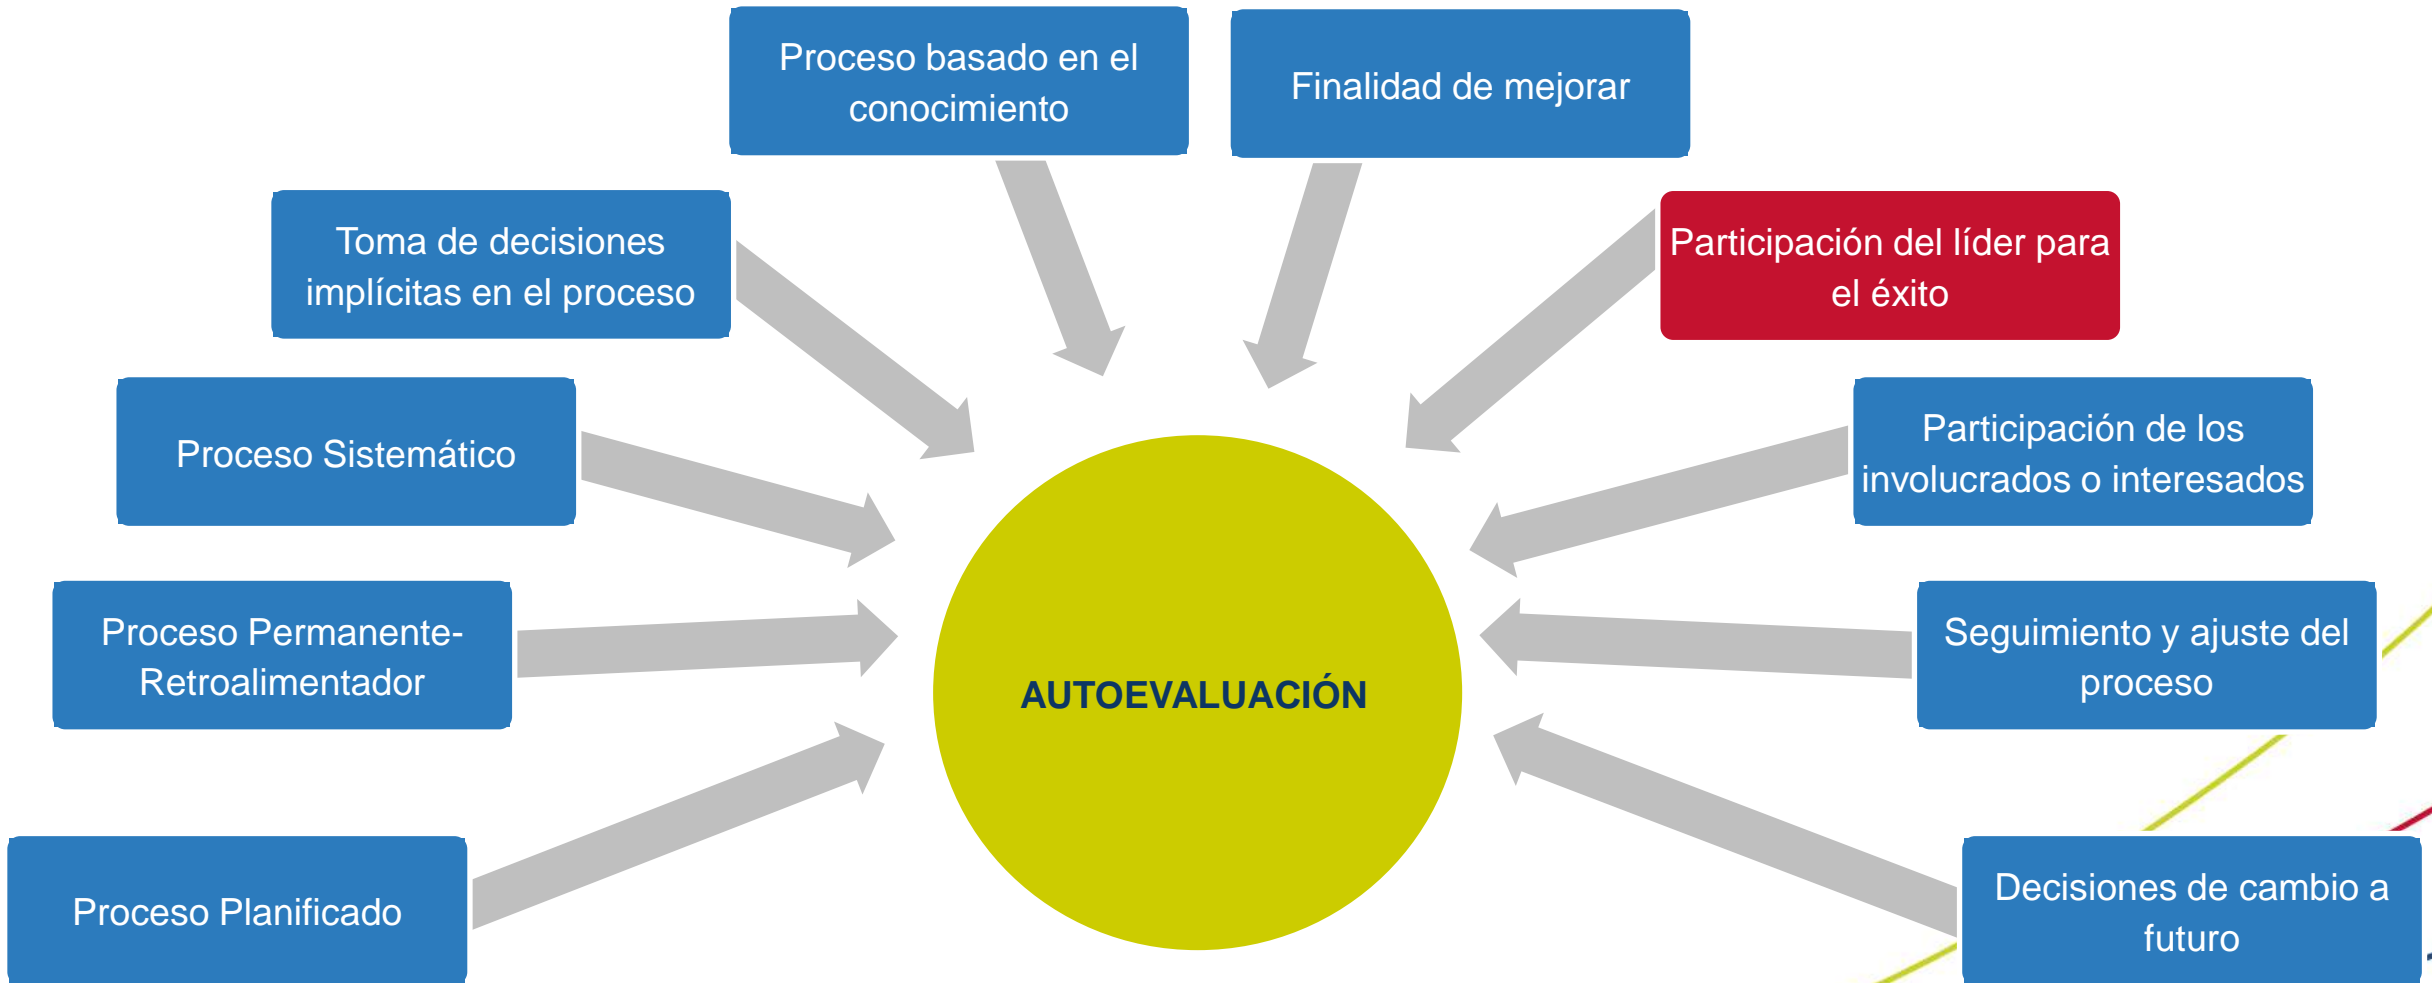 Proceso basado en el
conocimiento
Finalidad de mejorar
Toma de decisiones
implícitas en el proceso
Participación del líder para
el éxito
Proceso Sistemático
Participación de los
involucrados o interesados
Proceso Permanente-
Retroalimentador
Seguimiento y ajuste del
proceso
AUTOEVALUACIÓN
Proceso Planificado
Decisiones de cambio a
futuro